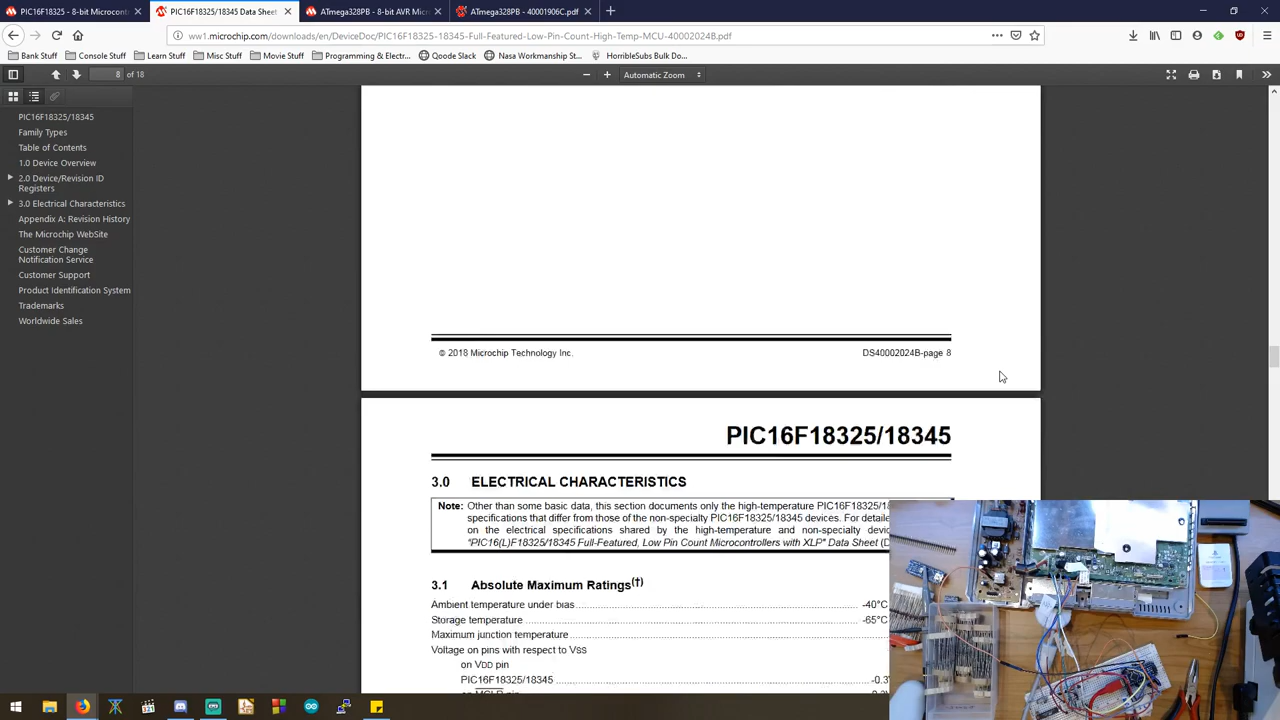 PIC16F18325 - 8-bit Microcont
PIC16F18325/18345 Data Sheet
ATmega328PB - 8-bit AVR Micr
ATmega328PB - 40001906C.pdf
ww1.microchip.com/downloads/en/DeviceDoc/PIC16F18325-18345-Full-Featured-Low-Pin-Count-High-Temp-MCU-40002024B.pdf
Bank Stuff
Console Stuff
Learn Stuff
Misc Stuff
Movie Stuff
Programming & Electr...
Qoode Slack
Nasa Workmanship St...
HorribleSubs Bulk Do...
8 of 18
Automatic Zoom
PIC16F18325/18345
Family Types
Table of Contents
1.0 Device Overview
2.0 Device/Revision ID
Registers
3.0 Electrical Characteristics
Appendix A: Revision History
The Microchip WebSite
Customer Change
Notification Service
Customer Support
Product Identification System
Trademarks
Worldwide Sales
© 2018 Microchip Technology Inc.
DS40002024B-page 8
PIC16F18325/18345
3.0 ELECTRICAL CHARACTERISTICS
Note: Other than some basic data, this section documents only the high-temperature PIC16F18325/18
specifications that differ from those of the non-specialty PIC16F18325/18345 devices. For detaile
on the electrical specifications shared by the high-temperature and non-specialty devic
"PIC16(L)F18325/18345 Full-Featured, Low Pin Count Microcontrollers with XLP" Data Sheet (D
3.1 Absolute Maximum Ratings(†)
Ambient temperature under bias -40°C
Storage temperature -65°C
Maximum junction temperature
Voltage on pins with respect to VSS
on VDD pin
PIC16F18325/18345 -0.3